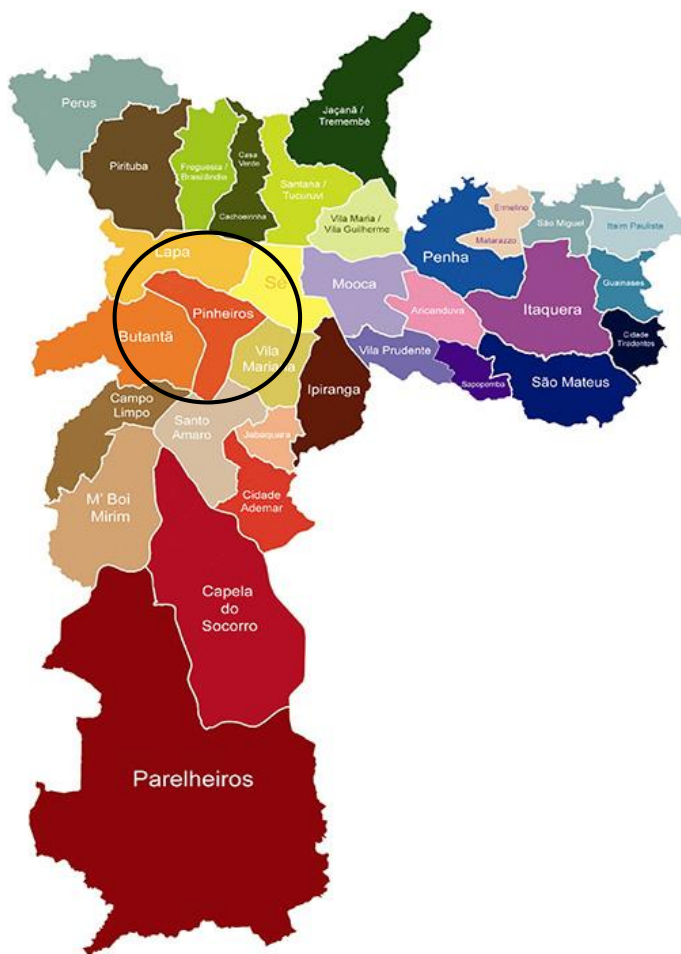 Perus
Jaçanã /
Tremembé
Pirituba
Freguesia /
Brasilândia
Casa
Verde
Cachoeirinha
Santana /
Tucuruvi
Vila Maria /
Vila Guilherme
Ermelino
Matarazzo
São Miguel
Itaim Paulista
Penha
Lapa
Sé
Mooca
Guaianases
Itaquera
Aricanduva
Pinheiros
Butantã
Cidade
Tiradentes
Vila
Mariana
Vila Prudente
Sapopemba
São Mateus
Ipiranga
Campo
Limpo
Santo
Amaro
Jabaquara
M' Boi
Mirim
Cidade
Ademar
Capela
do
Socorro
Parelheiros